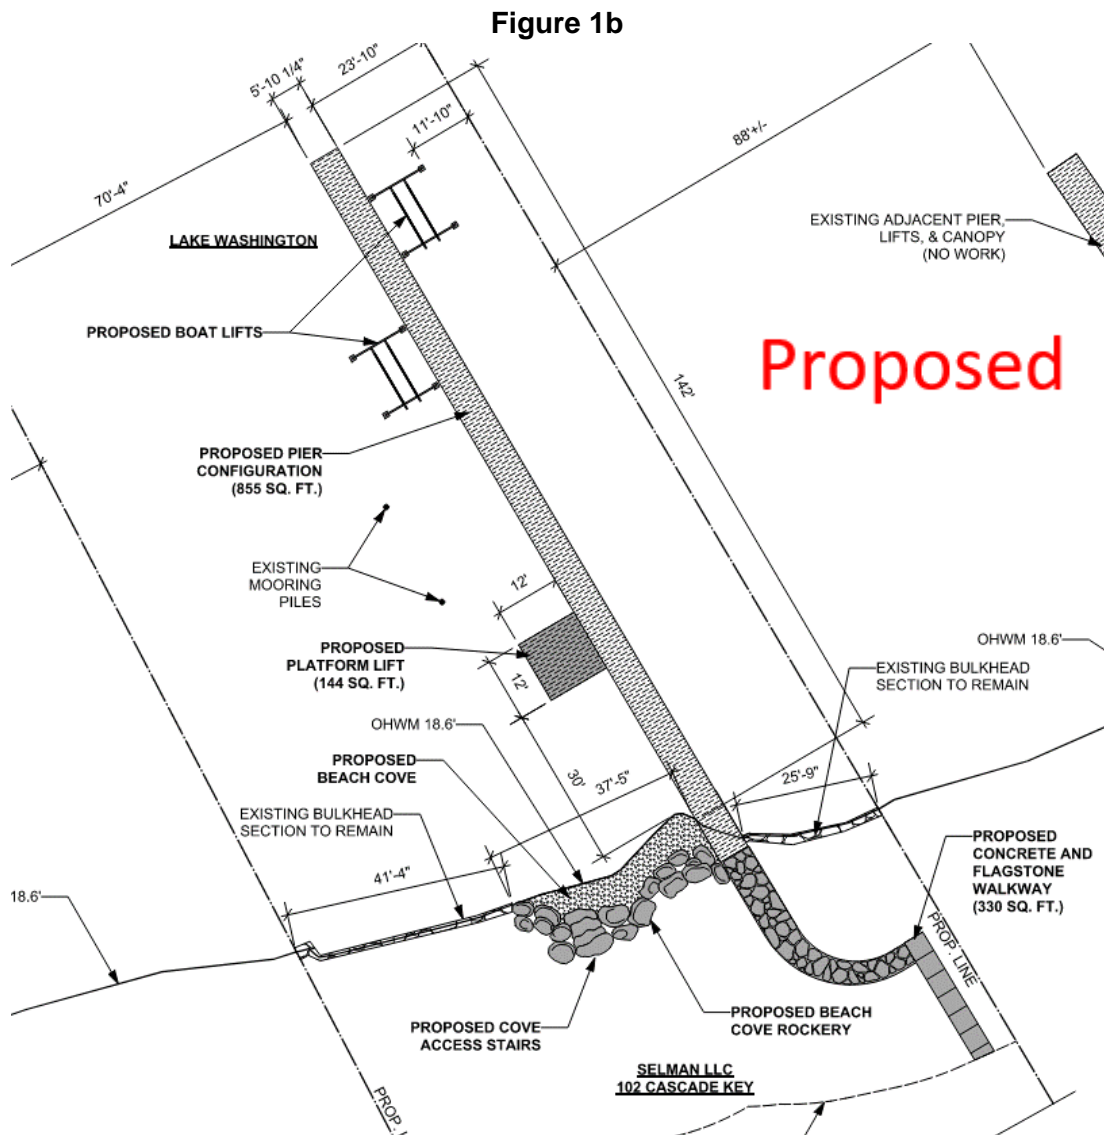 Figure 1b
5'-10 1/4"
23'-10"
11'-10"
88'+/-
70'-4"
LAKE WASHINGTON
EXISTING ADJACENT PIER,
LIFTS, & CANOPY
(NO WORK)
PROPOSED BOAT LIFTS
Proposed
142'
PROPOSED PIER
CONFIGURATION
(855 SQ. FT.)
EXISTING
MOORING
PILES
12'
PROPOSED
PLATFORM LIFT
(144 SQ. FT.)
12'
OHWM 18.6'
EXISTING BULKHEAD
SECTION TO REMAIN
OHWM 18.6'
PROPOSED
BEACH COVE
30'
37'-5"
25'-9"
EXISTING BULKHEAD
SECTION TO REMAIN
PROPOSED
CONCRETE AND
FLAGSTONE
WALKWAY
(330 SQ. FT.)
41'-4"
18.6'
PROP. LINE
PROPOSED COVE
ACCESS STAIRS
PROPOSED BEACH
COVE ROCKERY
SELMAN LLC
102 CASCADE KEY
PROP.